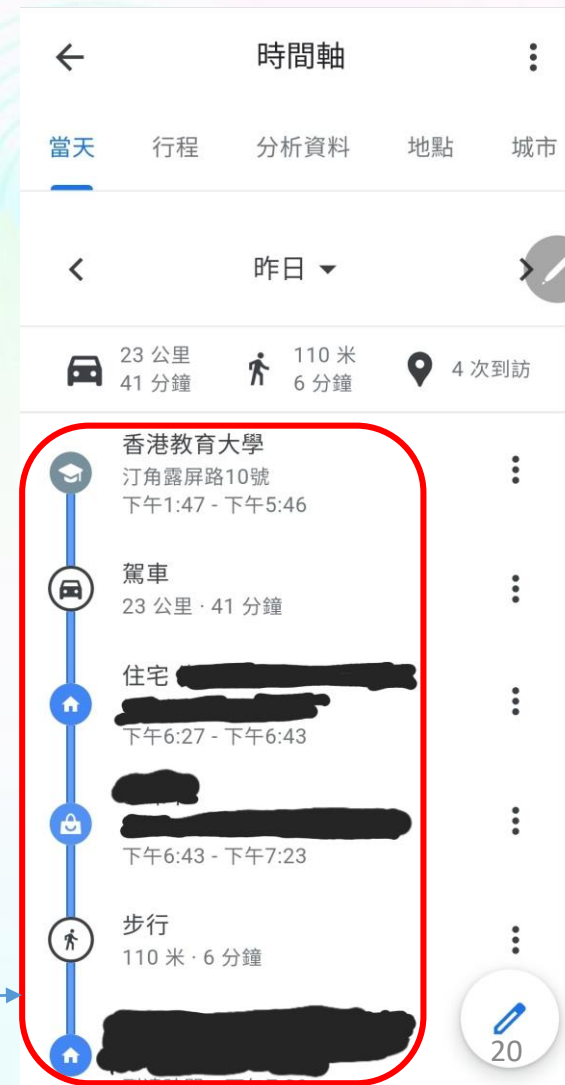 時間軸
當天 行程 分析資料 地點 城市
昨日
23 公里 110 米 4 次到訪
41 分鐘 6 分鐘
香港教育大學
汀角露屏路10號
下午1:47 - 下午5:46
駕車
23 公里 · 41 分鐘
住宅
下午6:27 - 下午6:43
下午6:43 - 下午7:23
步行
110 米 · 6 分鐘
20